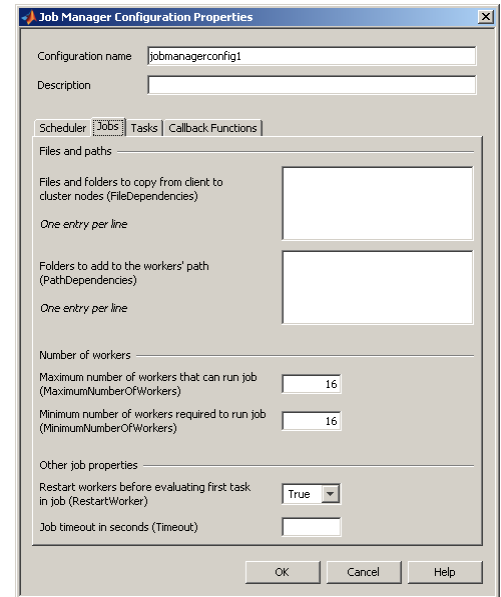 Job Manager Configuration Properties
Configuration name jobmanagerconfig1
Description
Scheduler Jobs Tasks Callback Functions
Files and paths
Files and folders to copy from client to
cluster nodes (FileDependencies)
One entry per line
Folders to add to the workers' path
(PathDependencies)
One entry per line
Number of workers
Maximum number of workers that can run job
(MaximumNumberOfWorkers)
16
Minimum number of workers required to run job
(MinimumNumberOfWorkers)
16
Other job properties
Restart workers before evaluating first task
in job (RestartWorker)
True
Job timeout in seconds (Timeout)
OK Cancel Help